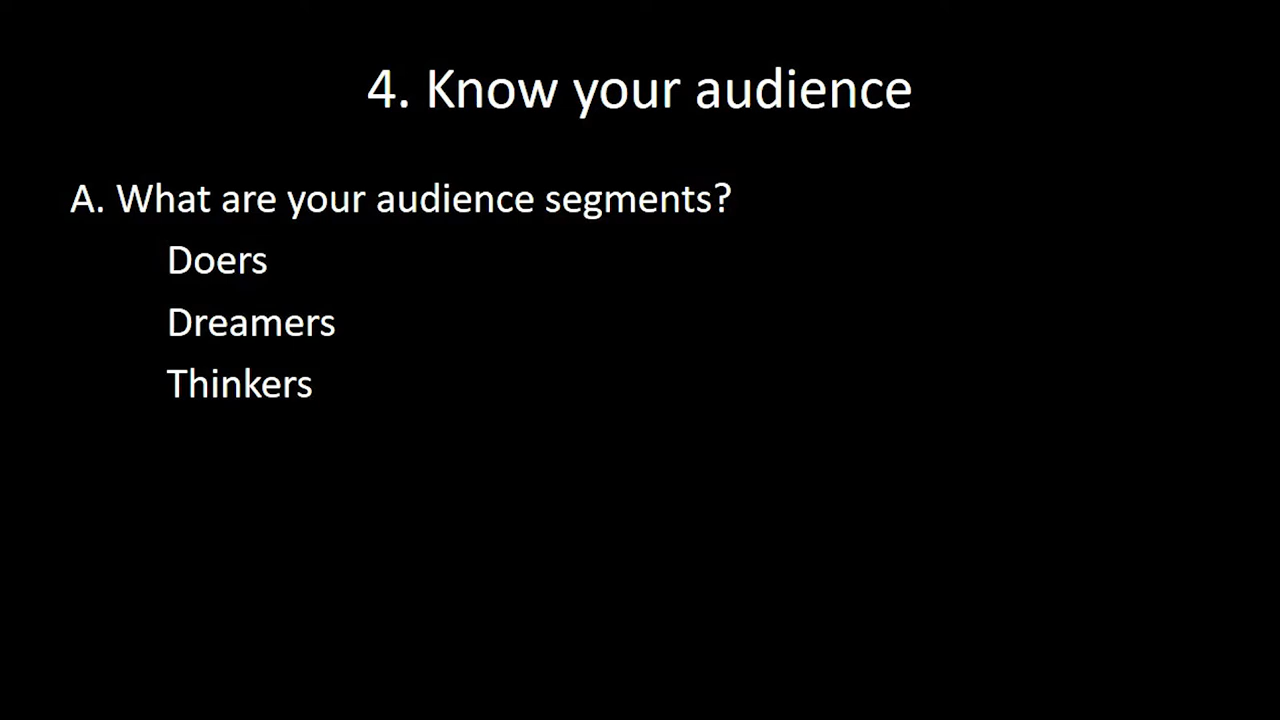 4. Know your audience
A. What are your audience segments?
Doers
Dreamers
Thinkers